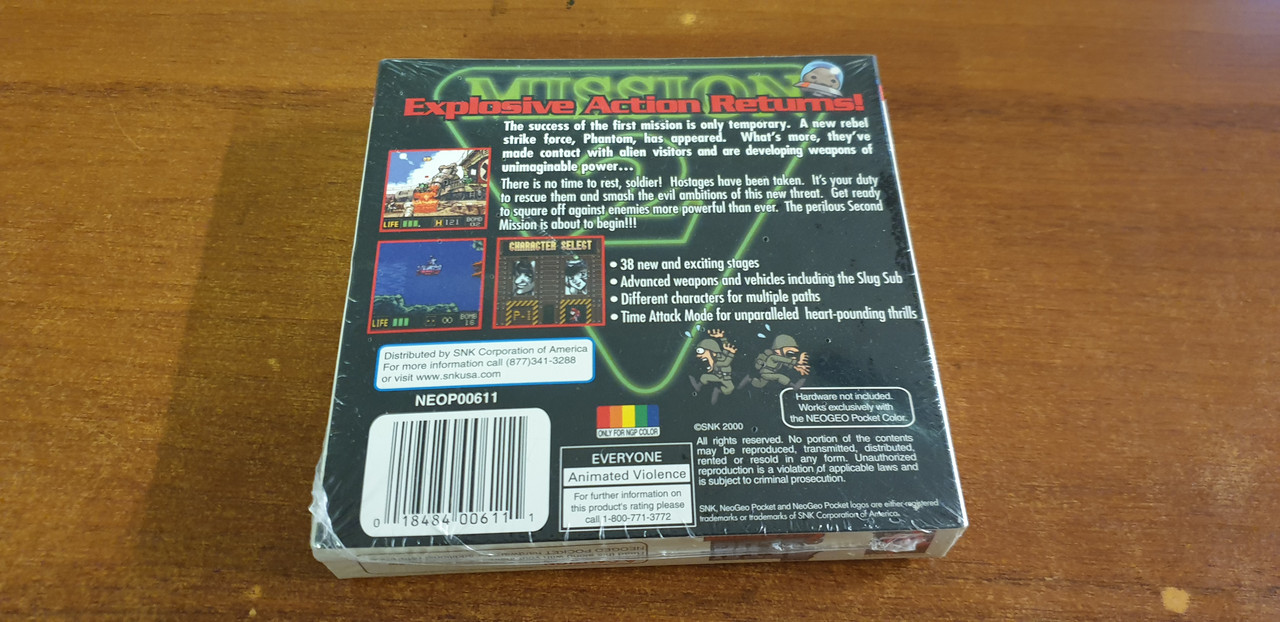 MISSION
2
Explosive Action Returns!
The success of the first mission is only temporary. A new rebel
strike force, Phantom, has appeared. What's more, they've
made contact with alien visitors and are developing weapons of
unimaginable power...
There is no time to rest, soldier! Hostages have been taken. It's your duty
to rescue them and smash the evil ambitions of this new threat. Get ready
to square off against enemies more powerful than ever. The perilous Second
Mission is about to begin!!!
LIFE H 121 BOMB
02
LIFE 00 BOMB
18
CHARACTER SELECT
P-1
• 38 new and exciting stages
• Advanced weapons and vehicles including the Slug Sub
• Different characters for multiple paths
• Time Attack Mode for unparalleled heart-pounding thrills
Distributed by SNK Corporation of America
For more information call (877)341-3288
or visit www.snkusa.com
NEOP00611
0 18484 00611 1
ONLY FOR NGP COLOR
EVERYONE
Animated Violence
For further information on
this product's rating please
call 1-800-771-3772
Hardware not included.
Works exclusively with
the NEOGEO Pocket Color.
©SNK 2000
All rights reserved. No portion of the contents
may be reproduced, transmitted, distributed,
rented or resold in any form. Unauthorized
reproduction is a violation of applicable laws and
is subject to criminal prosecution.
SNK, NeoGeo Pocket and NeoGeo Pocket logos are either registered
trademarks or trademarks of SNK Corporation of America.